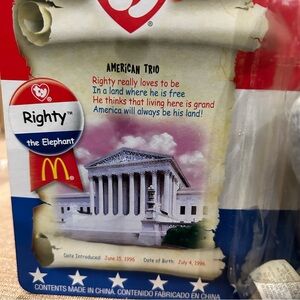 AMERICAN TRIO
Righty really loves to be
In a land where he is free
He thinks that living here is grand
America will always be his land!
ty
Righty™
the Elephant
Date Introduced: June 15, 1996 Date of Birth: July 4, 1996
CONTENTS MADE IN CHINA. CONTENIDO FABRICADO EN CHINA